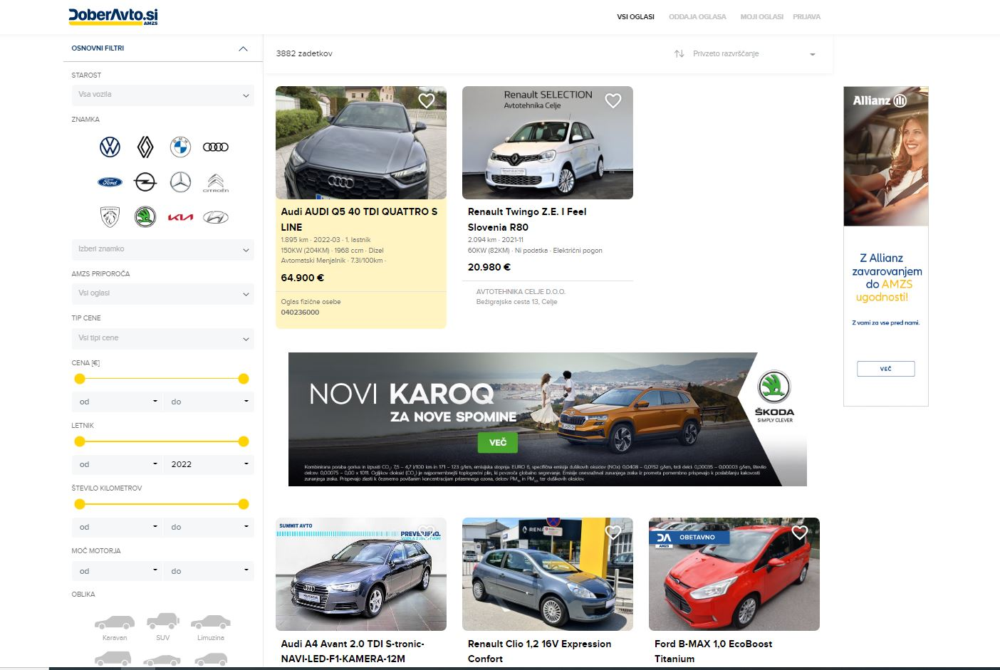 DoberAvto.si
AMZS
VSI OGLASI
ODDAJA OGLASA
MOJI OGLASI
PRIJAVA
OSNOVNI FILTRI
STAROST
Vsa vozila
ZNAMKA
Ford
CITROËN
KIA
Izberi znamko
AMZS PRIPOROČA
Vsi oglasi
TIP CENE
Vsi tipi cene
CENA [€]
od
do
LETNIK
od
2022
ŠTEVILO KILOMETROV
od
do
MOČ MOTORJA
od
do
OBLIKA
Karavan
SUV
Limuzina
3882 zadetkov
Privzeto razvrščanje
Audi AUDI Q5 40 TDI QUATTRO S
LINE
1.895 km · 2022-03 · 1. lastnik
150KW (204KM) · 1968 ccm · Dizel
Avtomatski Menjalnik · 7.3l/100km ·
64.900 €
Oglas fizične osebe
040236000
Renault SELECTION
Avtotehnika Celje
Renault Twingo Z.E. I Feel
Slovenia R80
2.094 km · 2021-11
60KW (82KM) · Ni podatka · Električni pogon
20.980 €
AVTOTEHNIKA CELJE D.O.O.
Bežigrajska cesta 13, Celje
NOVI KAROQ
ZA NOVE SPOMINE
VEČ
ŠKODA
SIMPLY CLEVER
Kombinirana poraba goriva in izpusti CO₂: 7,5 – 4,7 l/100 km in 171 – 123 g/km, emisijska stopnja: EURO 6, specifična emisija dušikovih oksidov (NOx): 0,0408 – 0,0152 g/km, trdi delci: 0,00035 – 0,00003 g/km, število
delcev: 0,00075 – 0,00 x 1011. Ogljikov dioksid (CO₂) je najpomembnejši toplogredni plin, ki povzroča globalno segrevanje. Emisije onesnaževal zunanjega zraka iz prometa pomembno prispevajo k poslabšanju kakovosti
zunanjega zraka. Prispevajo zlasti k čezmerno povišanim koncentracijam prizemnega ozona, delcev PM₁₀ in PM₂,₅ ter dušikovih oksidov.
SUMMIT AVTO
PREVERJENO.
Audi A4 Avant 2.0 TDI S-tronic-
NAVI-LED-F1-KAMERA-12M
Renault Clio 1,2 16V Expression
Confort
DA
AMZS
OBETAVNO
Ford B-MAX 1,0 EcoBoost
Titanium
Allianz
Z Allianz
zavarovanjem
do AMZS
ugodnosti!
Z vami za vse pred nami.
VEČ